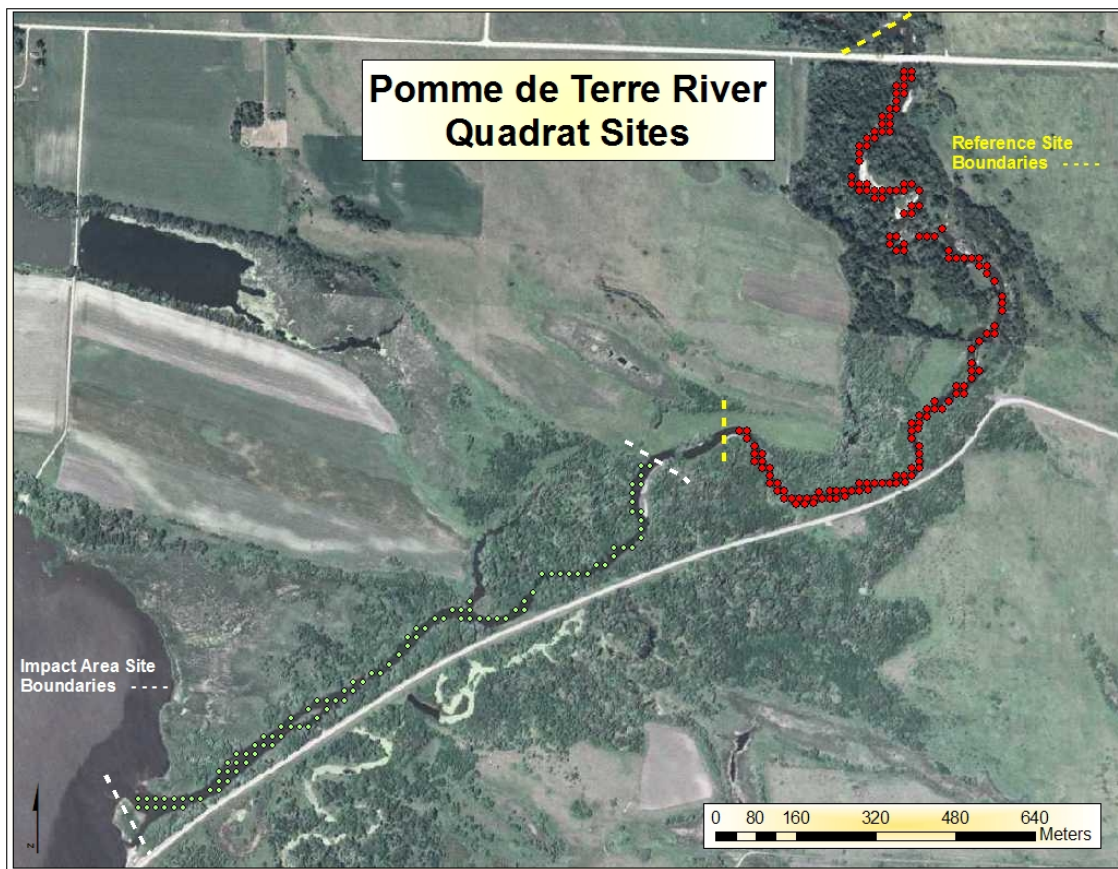 Pomme de Terre River
Quadrat Sites
Reference Site
Boundaries - - - -
Impact Area Site
Boundaries - - - -
0 80 160 320 480 640
Meters
N